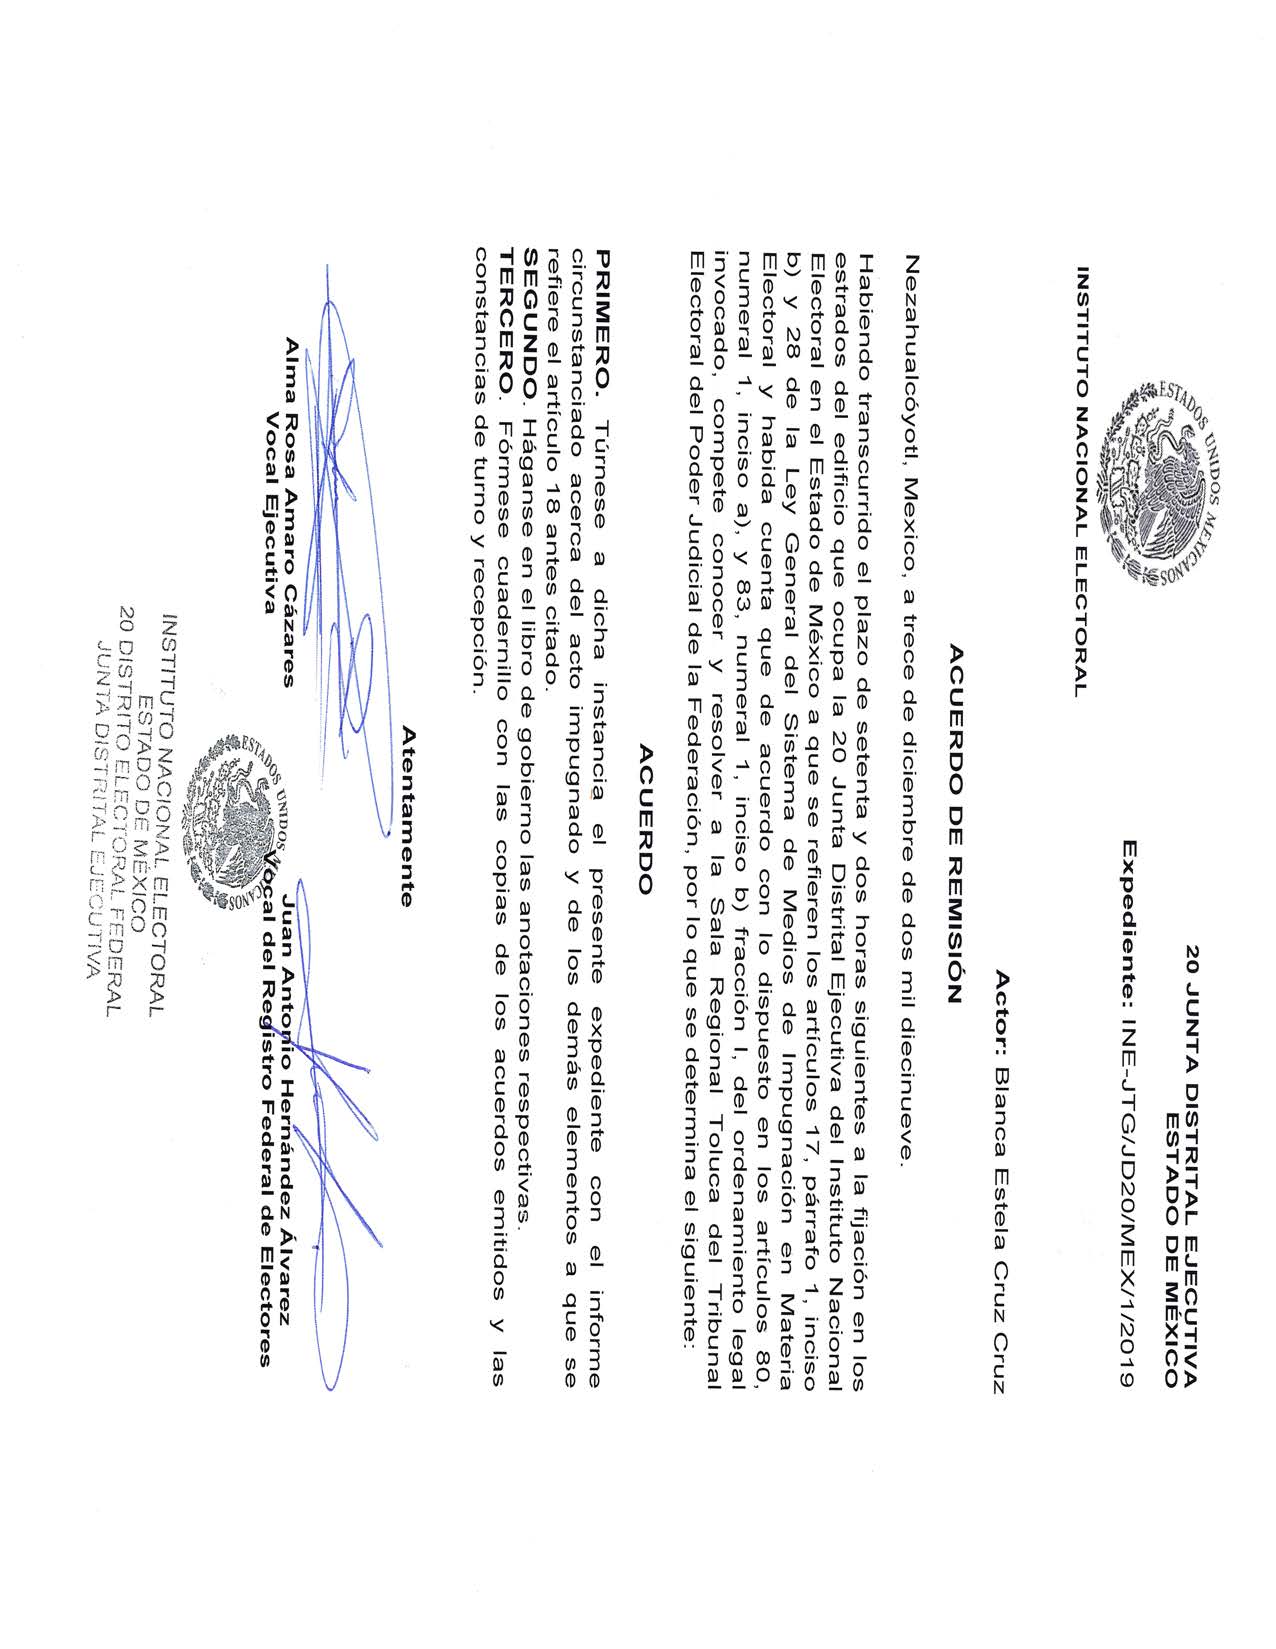 ESTADOS UNIDOS MEXICANOS
INSTITUTO NACIONAL ELECTORAL
20 JUNTA DISTRITAL EJECUTIVA
ESTADO DE MÉXICO
Expediente: INE-JTG/JD20/MEX/1/2019
Actor: Blanca Estela Cruz Cruz
ACUERDO DE REMISIÓN
Nezahualcóyotl, Mexico, a trece de diciembre de dos mil diecinueve.
Habiendo transcurrido el plazo de setenta y dos horas siguientes a la fijación en los
estrados del edificio que ocupa la 20 Junta Distrital Ejecutiva del Instituto Nacional
Electoral en el Estado de México a que se refieren los artículos 17, párrafo 1, inciso
b) y 28 de la Ley General del Sistema de Medios de Impugnación en Materia
Electoral y habida cuenta que de acuerdo con lo dispuesto en los artículos 80,
numeral 1, inciso a), y 83, numeral 1, inciso b) fracción I, del ordenamiento legal
invocado, compete conocer y resolver a la Sala Regional Toluca del Tribunal
Electoral del Poder Judicial de la Federación, por lo que se determina el siguiente:
ACUERDO
PRIMERO. Túrnese a dicha instancia el presente expediente con el informe
circunstanciado acerca del acto impugnado y de los demás elementos a que se
refiere el artículo 18 antes citado.
SEGUNDO. Háganse en el libro de gobierno las anotaciones respectivas.
TERCERO. Fórmese cuadernillo con las copias de los acuerdos emitidos y las
constancias de turno y recepción.
Atentamente
Alma Rosa Amaro Cázares
Vocal Ejecutiva
Juan Antonio Hernández Álvarez
Vocal del Registro Federal de Electores
ESTADOS UNIDOS MEXICANOS
INSTITUTO NACIONAL ELECTORAL
ESTADO DE MÉXICO
20 DISTRITO ELECTORAL FEDERAL
JUNTA DISTRITAL EJECUTIVA